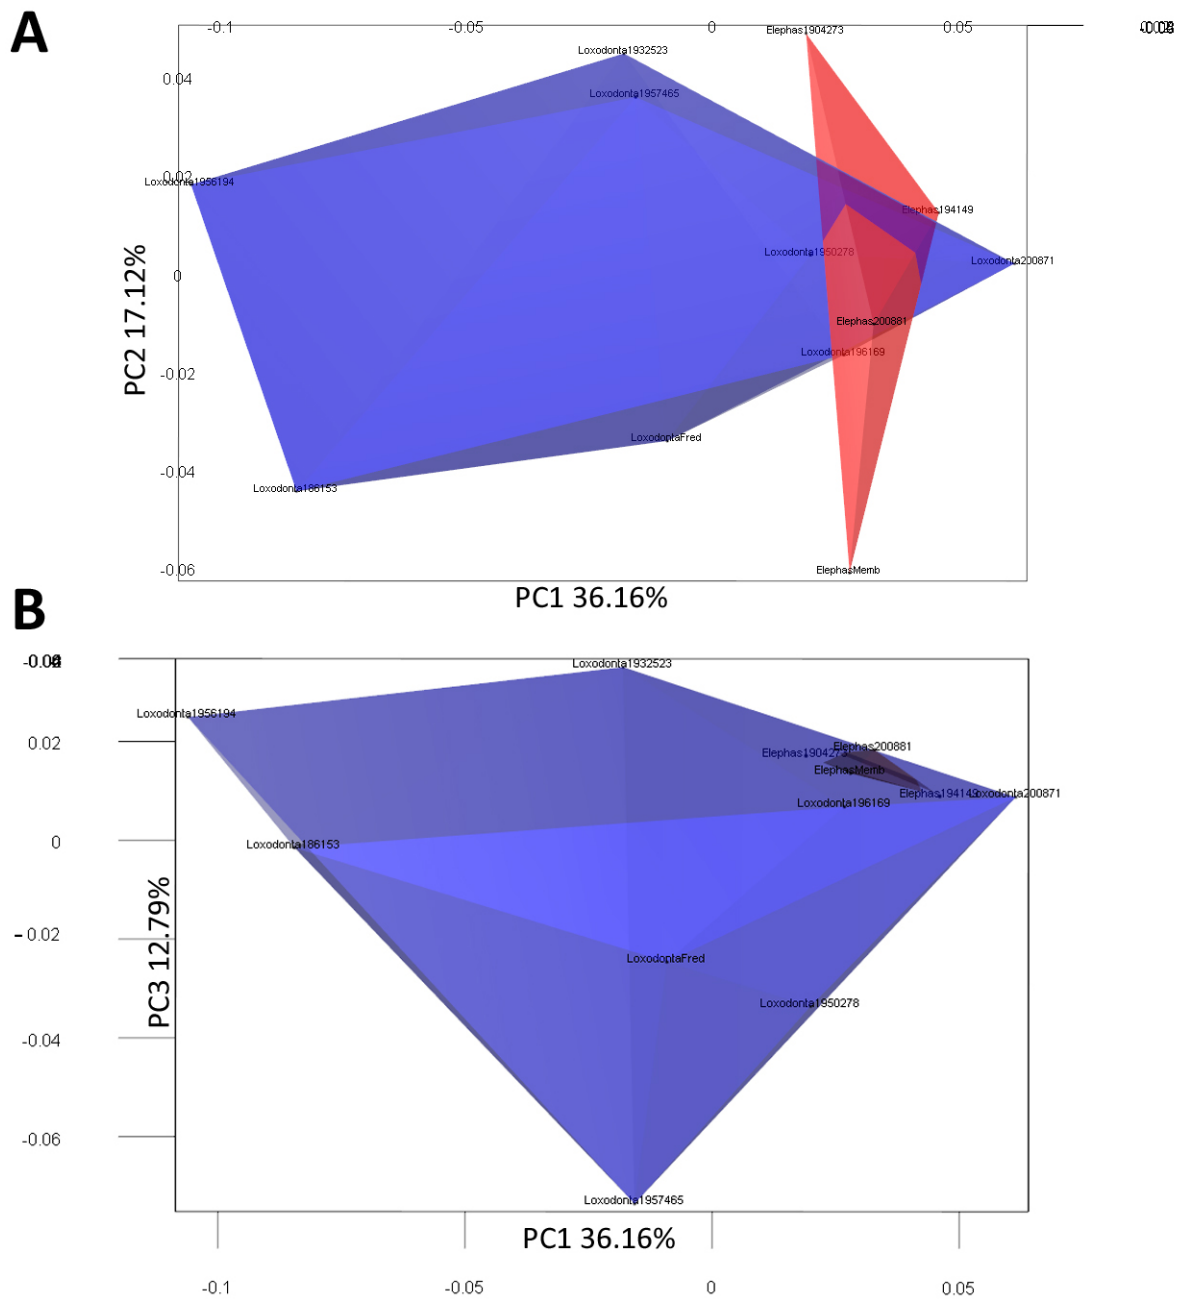 A
-0.1
-0.05
0
0.05
Elephas1904273
Loxodonta1932523
0.04
Loxodonta1957465
0.02
Loxodonta1956194
Elephas194149
Loxodonta1950278
Loxodonta200871
0
PC2 17.12%
Elephas200881
Loxodonta196169
-0.02
LoxodontaFred
-0.04
Loxodonta186153
-0.06
ElephasMemb
PC1 36.16%
B
Loxodonta1932523
Loxodonta1956194
0.02
Elephas200881
Elephas1904273
ElephasMemb
Elephas194149
Loxodonta200871
Loxodonta196169
0
Loxodonta186153
PC3 12.79%
-0.02
LoxodontaFred
Loxodonta1950278
-0.04
-0.06
Loxodonta1957465
PC1 36.16%
-0.1
-0.05
0
0.05